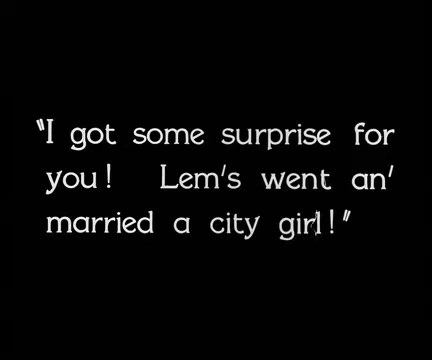 "I got some surprise for
you! Lem's went an'
married a city girl!"